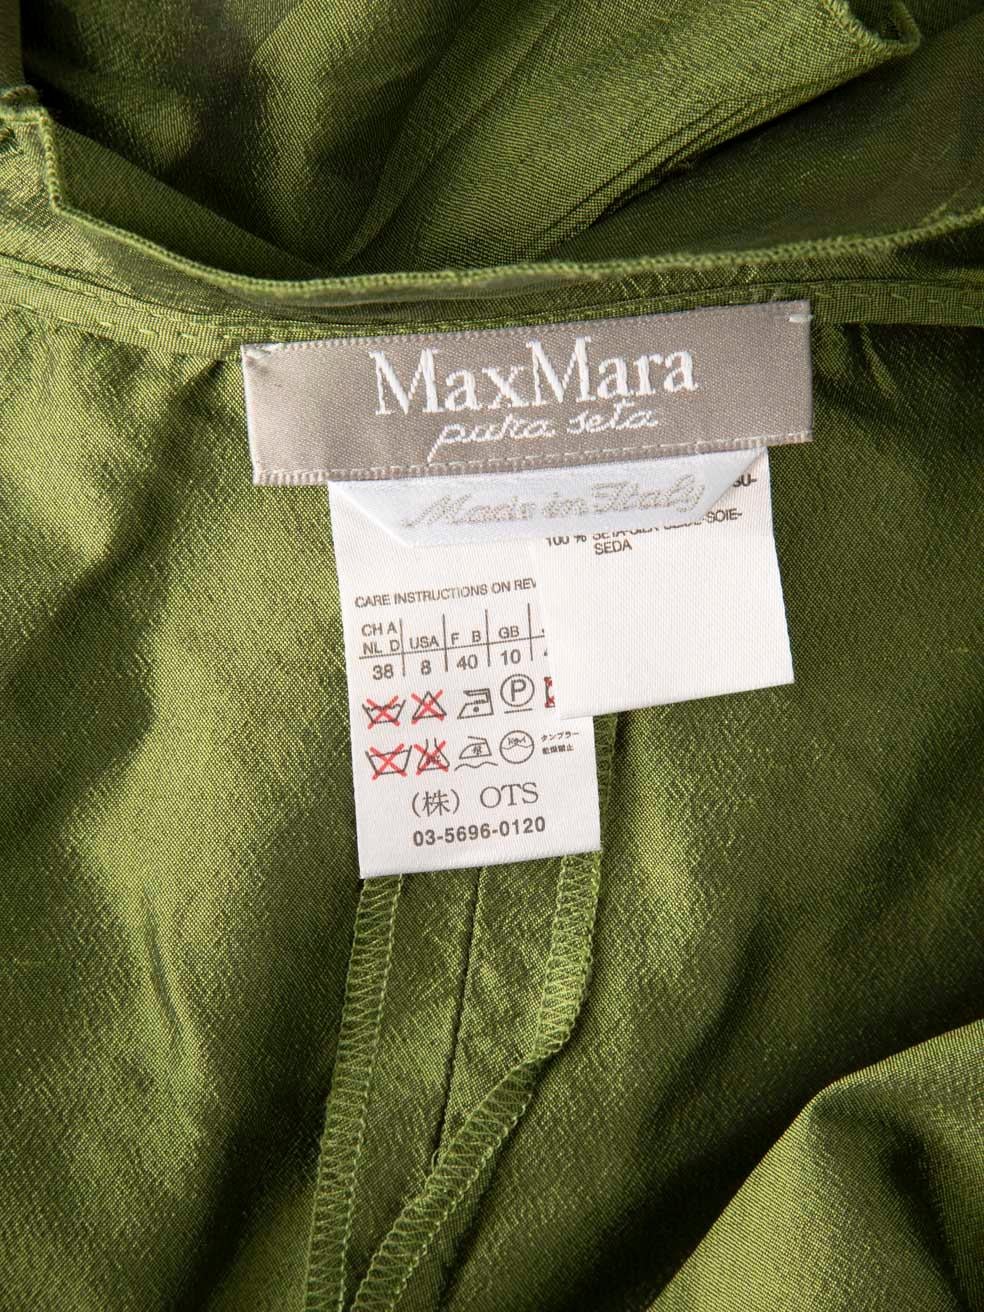 MaxMara
pura seta
Made in Italy
100 % SETA-SILK SEIDE-SOIE-
SEDA
CARE INSTRUCTIONS ON REV
CH A
NL D USA F B GB
38 8 40 10
P
タンブラー
乾燥禁止
(株) OTS
03-5696-0120